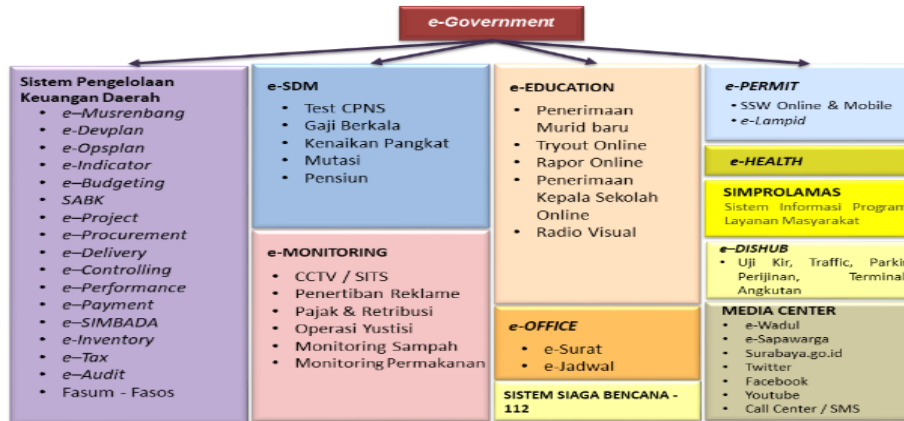 e-Government
Sistem Pengelolaan
Keuangan Daerah
• e–Musrenbang
• e-Devplan
• e-Opsplan
• e-Indicator
• e–Budgeting
• SABK
• e–Project
• e–Procurement
• e–Delivery
• e–Controlling
• e–Performance
• e–Payment
• e–SIMBADA
• e-Inventory
• e–Tax
• e–Audit
• Fasum - Fasos
e-SDM
• Test CPNS
• Gaji Berkala
• Kenaikan Pangkat
• Mutasi
• Pensiun
e-MONITORING
• CCTV / SITS
• Penertiban Reklame
• Pajak & Retribusi
• Operasi Yustisi
• Monitoring Sampah
• Monitoring Permakanan
e-EDUCATION
• Penerimaan
Murid baru
• Tryout Online
• Rapor Online
• Penerimaan
Kepala Sekolah
Online
• Radio Visual
e-OFFICE
• e-Surat
• e-Jadwal
SISTEM SIAGA BENCANA -
112
e-PERMIT
• SSW Online & Mobile
• e-Lampid
e-HEALTH
SIMPROLAMAS
Sistem Informasi Program
Layanan Masyarakat
e–DISHUB
• Uji Kir, Traffic, Parkir
Perijinan, Terminal,
Angkutan
MEDIA CENTER
• e-Wadul
• e-Sapawarga
• Surabaya.go.id
• Twitter
• Facebook
• Youtube
• Call Center / SMS